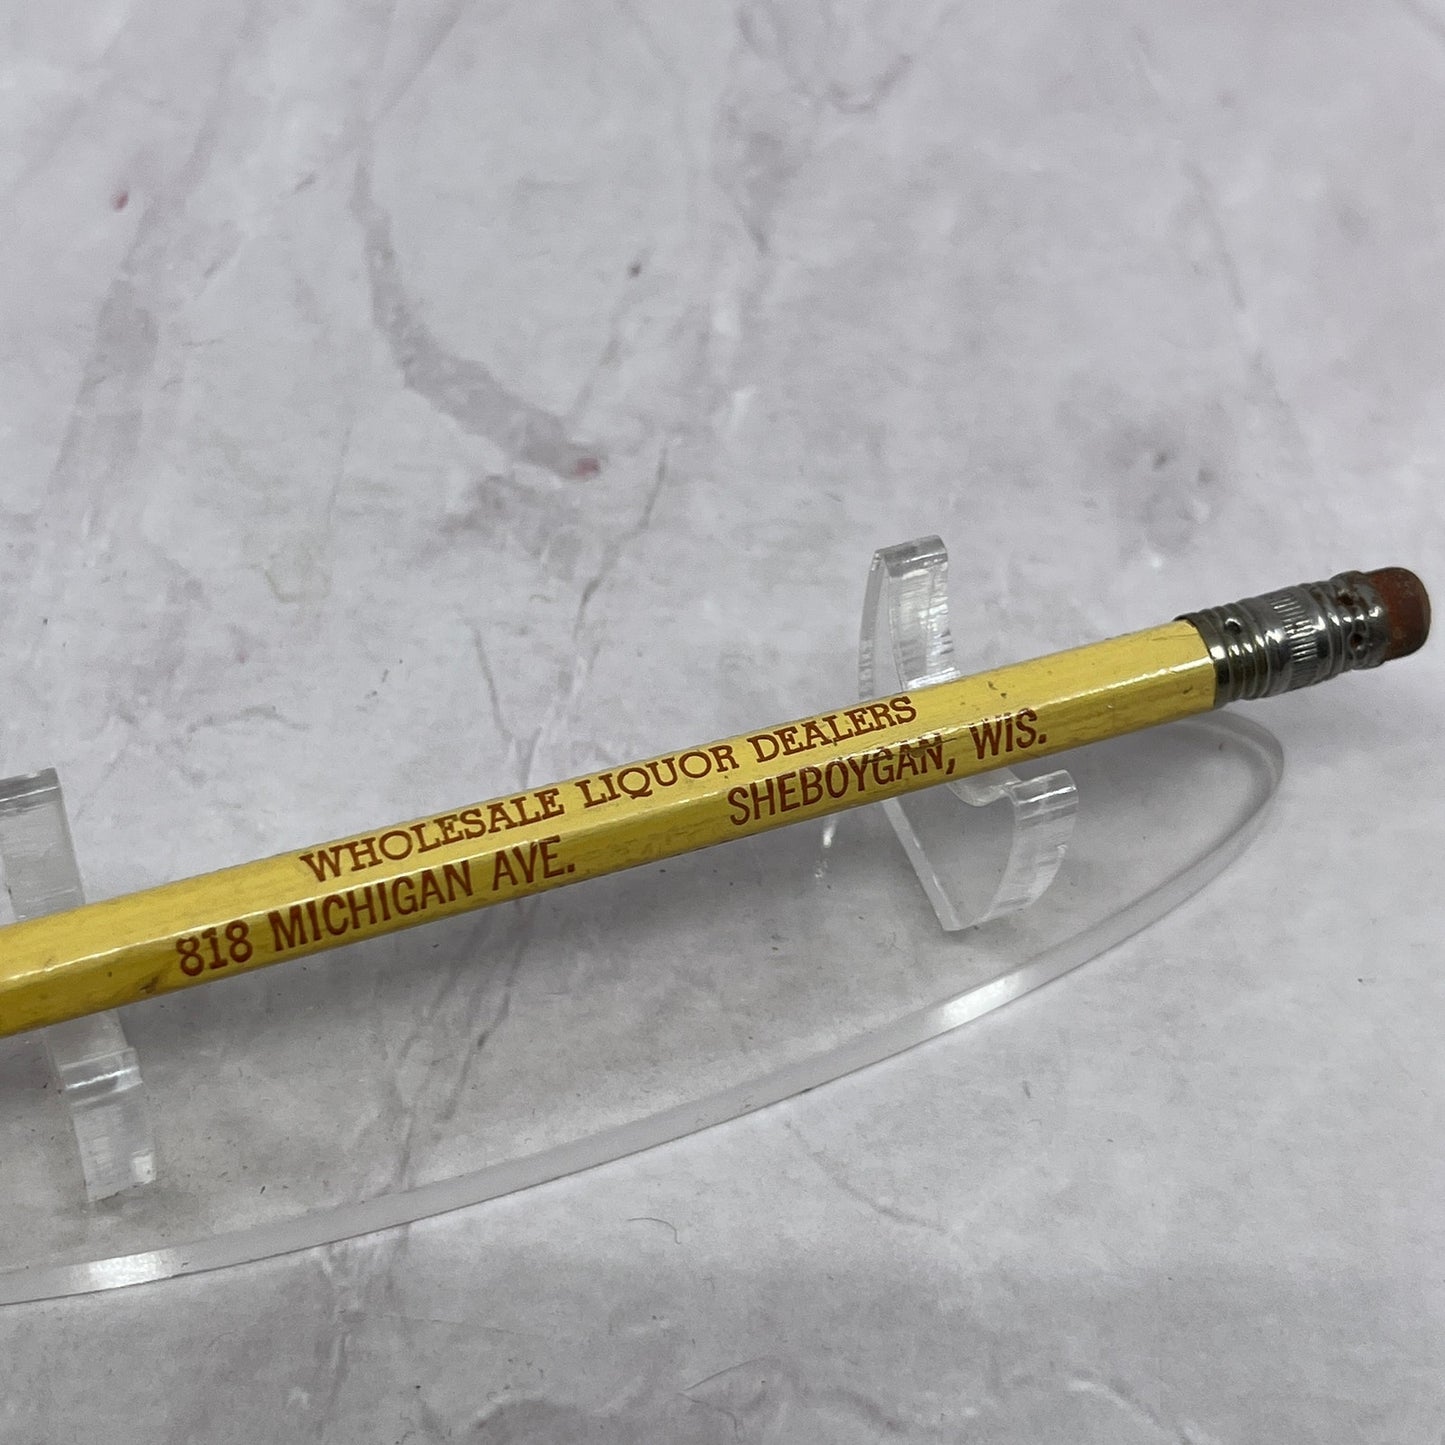 WHOLESALE LIQUOR DEALERS
818 MICHIGAN AVE. SHEBOYGAN, WIS.